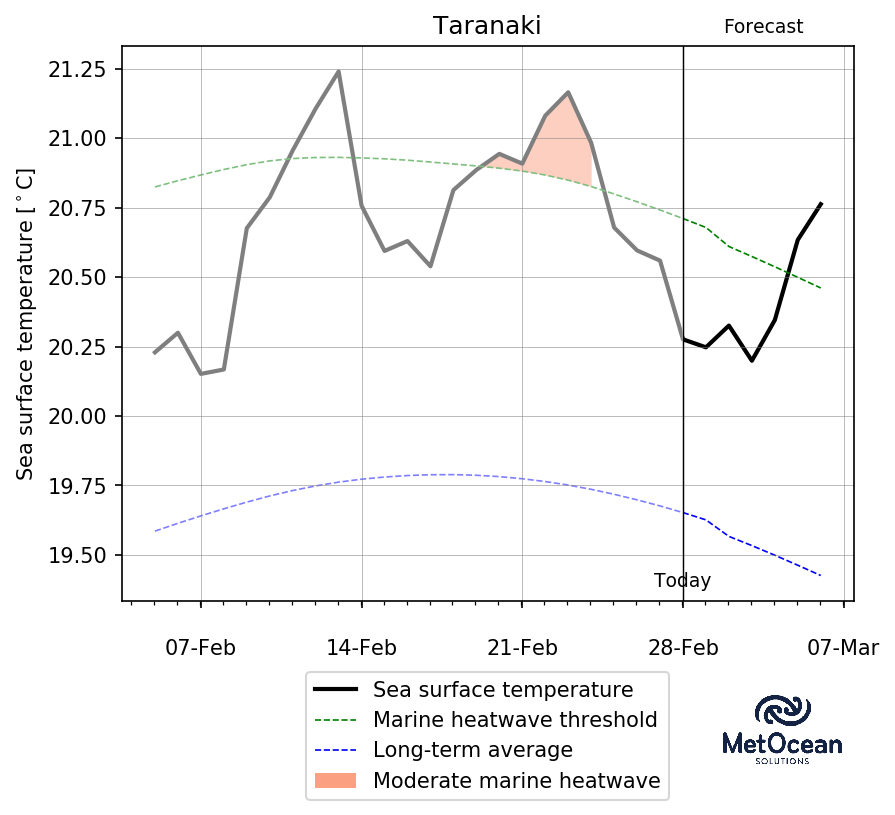 Taranaki
Forecast
Sea surface temperature [°C]
21.25
21.00
20.75
20.50
20.25
20.00
19.75
19.50
Today
07-Feb 14-Feb 21-Feb 28-Feb 07-Mar
Sea surface temperature
Marine heatwave threshold
Long-term average
Moderate marine heatwave
MetOcean
SOLUTIONS